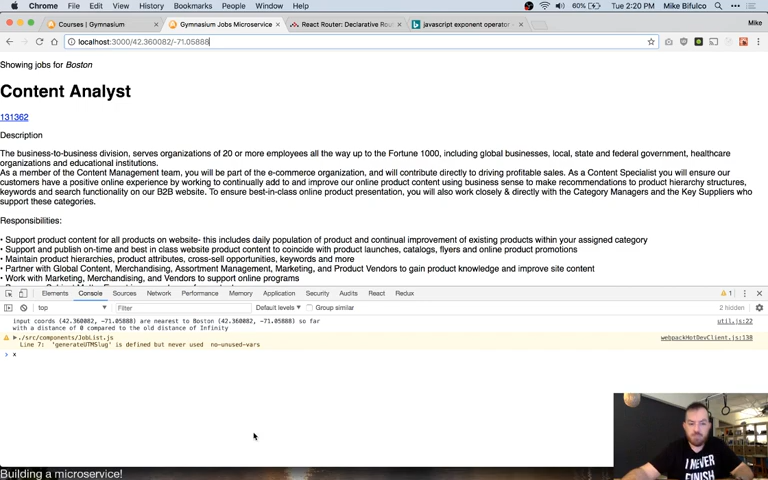 Chrome File Edit View History Bookmarks People Window Help
60% Tue 2:20 PM Mike Bifulco
Courses | Gymnasium
Gymnasium Jobs Microservice
React Router: Declarative Rou
javascript exponent operator
Mike
localhost:3000/42.360082/-71.05888
Showing jobs for Boston
Content Analyst
131362
Description
The business-to-business division, serves organizations of 20 or more employees all the way up to the Fortune 1000, including global businesses, local, state and federal government, healthcare
organizations and educational institutions.
As a member of the Content Management team, you will be part of the e-commerce organization, and will contribute directly to driving profitable sales. As a Content Specialist you will ensure our
customers have a positive online experience by working to continually add to and improve our online product content using business sense to make recommendations to product hierarchy structures,
keywords and search functionality on our B2B website. To ensure best-in-class online product presentation, you will also work closely & directly with the Category Managers and the Key Suppliers who
support these categories.
Responsibilities:
• Support product content for all products on website- this includes daily population of product and continual improvement of existing products within your assigned category
• Support and publish on-time and best in class website product content to coincide with product launches, catalogs, flyers and online product promotions
• Maintain product hierarchies, product attributes, cross-sell opportunities, keywords and more
• Partner with Global Content, Merchandising, Assortment Management, Marketing, and Product Vendors to gain product knowledge and improve site content
• Work with Marketing, Merchandising, and Vendors to support online programs
Elements Console Sources Network Performance Memory Application Security Audits React Redux
1
top Filter Default levels Group similar 2 hidden
input coords (42.360082, -71.05888) are nearest to Boston (42.360082, -71.05888) so far util.js:22
with a distance of 0 compared to the old distance of Infinity
./src/components/JobList.js webpackHotDevClient.js:138
Line 7: 'generateUTMSlug' is defined but never used no-unused-vars
x
I NEVER
FINISH
Building a microservice!